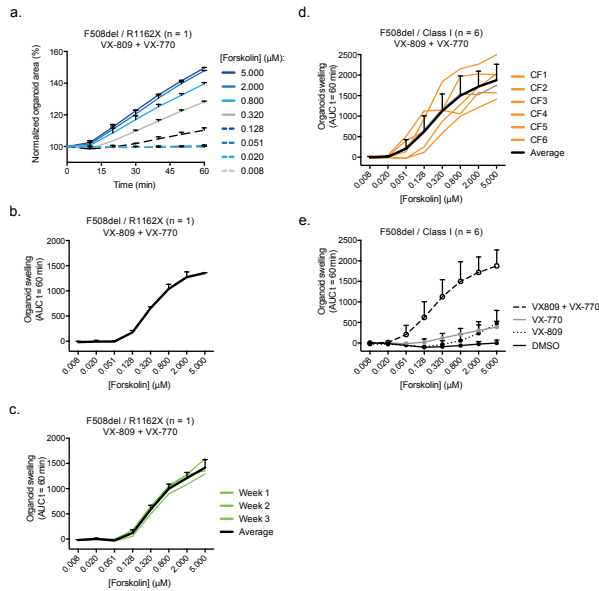 a.
F508del / R1162X (n = 1)
VX-809 + VX-770
Normalized organoid area (%)
160
140
120
100
80
0
15
30
45
60
Time (min)
[Forskolin] (μM):
5.000
2.000
0.800
0.320
0.128
0.051
0.020
0.008
b.
F508del / R1162X (n = 1)
VX-809 + VX-770
Organoid swelling
(AUC t = 60 min)
2000
1500
1000
500
0
0.008
0.020
0.051
0.128
0.320
0.800
2.000
5.000
[Forskolin] (μM)
c.
F508del / R1162X (n = 1)
VX-809 + VX-770
Organoid swelling
(AUC t = 60 min)
2000
1500
1000
500
0
0.008
0.020
0.051
0.128
0.320
0.800
2.000
5.000
[Forskolin] (μM)
Week 1
Week 2
Week 3
Average
d.
F508del / Class I (n = 6)
VX-809 + VX-770
Organoid swelling
(AUC t = 60 min)
2500
2000
1500
1000
500
0
0.008
0.020
0.051
0.128
0.320
0.800
2.000
5.000
[Forskolin] (μM)
CF1
CF2
CF3
CF4
CF5
CF6
Average
e.
F508del / Class I (n = 6)
Organoid swelling
(AUC t = 60 min)
2500
2000
1500
1000
500
0
0.008
0.020
0.051
0.128
0.320
0.800
2.000
5.000
[Forskolin] (μM)
VX809 + VX-770
VX-770
VX-809
DMSO